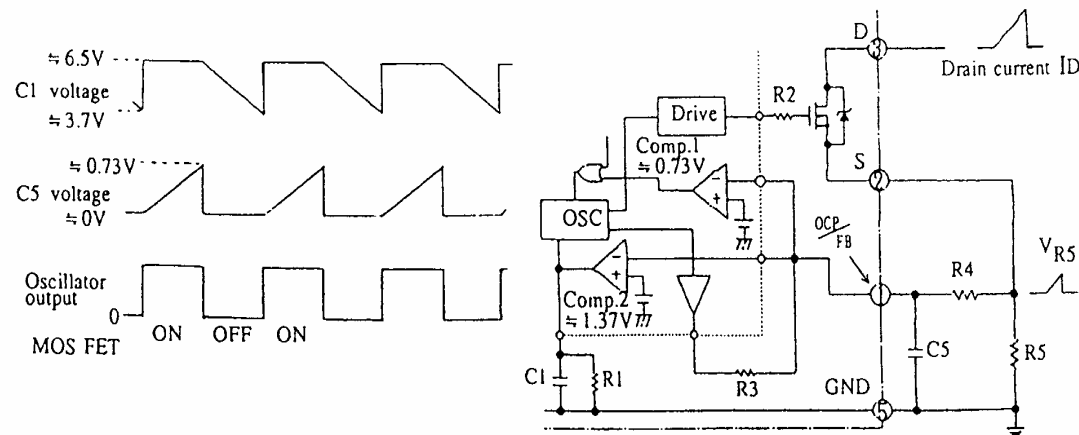 ≒6.5V
C1 voltage
≒3.7V
≒0.73V
C5 voltage
≒0V
Oscillator
output
0
ON OFF ON
MOS FET
D
3
Drain current ID
R2
Drive
Comp.1
≒0.73V
S
2
OSC
OCP/FB
VR5
Comp.2
≒1.37V
1
R4
C1
R1
R3
C5
R5
GND
5